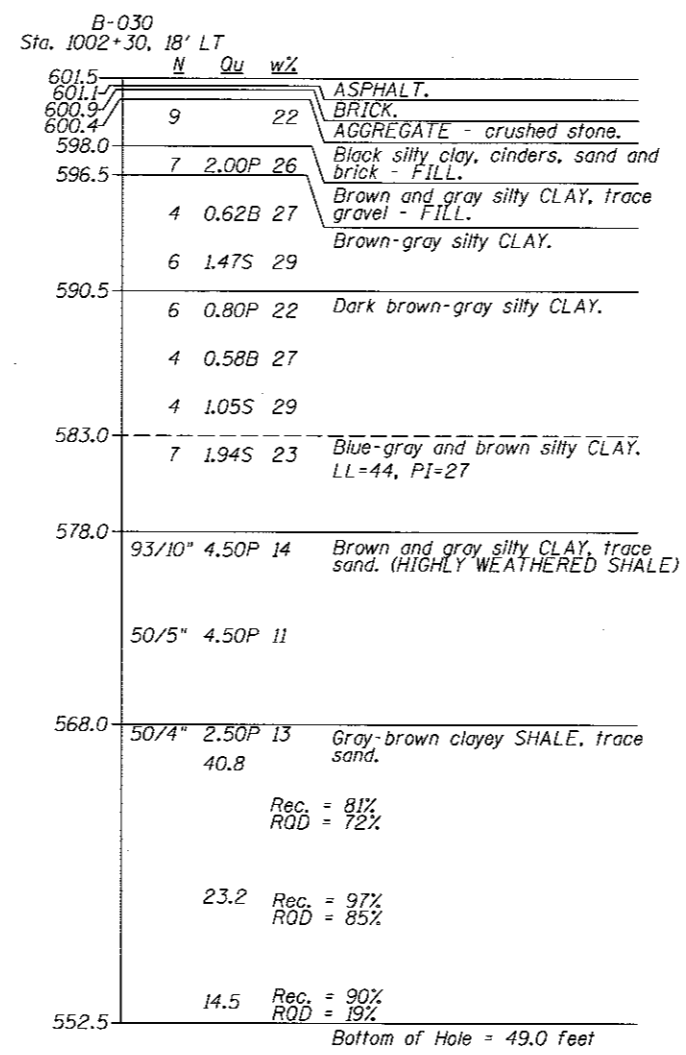 B-030
Sta. 1002+30, 18' LT
N Qu w%
601.5
601.1 ASPHALT.
600.9 BRICK.
600.4 9 22 AGGREGATE - crushed stone.
598.0 Black silty clay, cinders, sand and
7 2.00P 26 brick - FILL.
596.5 Brown and gray silty CLAY, trace
4 0.62B 27 gravel - FILL.
Brown-gray silty CLAY.
6 1.47S 29
590.5
6 0.80P 22 Dark brown-gray silty CLAY.
4 0.58B 27
4 1.05S 29
583.0
7 1.94S 23 Blue-gray and brown silty CLAY.
LL=44, PI=27
578.0
93/10" 4.50P 14 Brown and gray silty CLAY, trace
sand. (HIGHLY WEATHERED SHALE)
50/5" 4.50P 11
568.0
50/4" 2.50P 13 Gray-brown clayey SHALE, trace
40.8 sand.
Rec. = 81%
RQD = 72%
23.2 Rec. = 97%
RQD = 85%
14.5 Rec. = 90%
RQD = 19%
552.5
Bottom of Hole = 49.0 feet